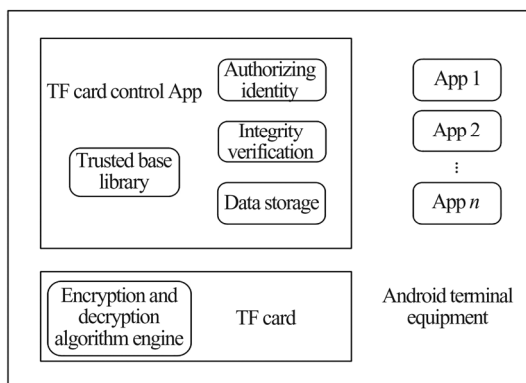 TF card control App
Authorizing
identity
Integrity
verification
Trusted base
library
Data storage
App 1
App 2
⋮
App n
Encryption and
decryption
algorithm engine
TF card
Android terminal
equipment